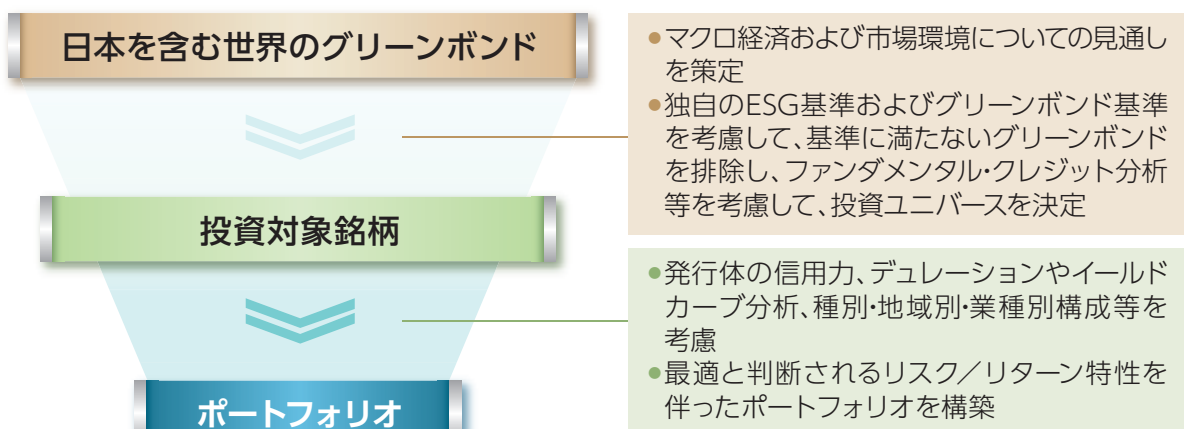 日本を含む世界のグリーンボンド
●マクロ経済および市場環境についての見通し
を策定
●独自のESG基準およびグリーンボンド基準
を考慮して、基準に満たないグリーンボンド
を排除し、ファンダメンタル・クレジット分析
等を考慮して、投資ユニバースを決定
投資対象銘柄
●発行体の信用力、デュレーションやイールド
カーブ分析、種別・地域別・業種別構成等を
考慮
●最適と判断されるリスク／リターン特性を
伴ったポートフォリオを構築
ポートフォリオ